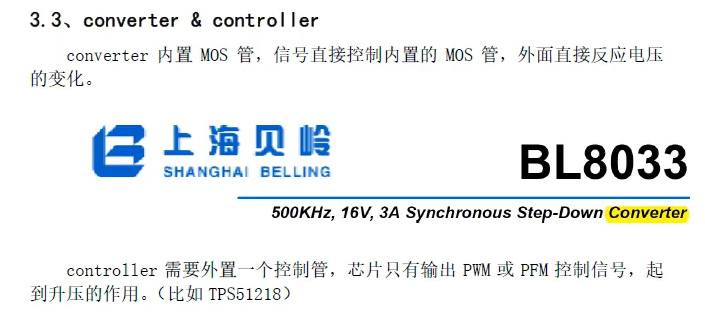 3.3、converter & controller
converter 内置 MOS 管，信号直接控制内置的 MOS 管，外面直接反应电压
的变化。
上海贝岭
SHANGHAI BELLING
BL8033
500KHz, 16V, 3A Synchronous Step-Down Converter
controller 需要外置一个控制管，芯片只有输出 PWM 或 PFM 控制信号，起
到升压的作用。（比如 TPS51218）